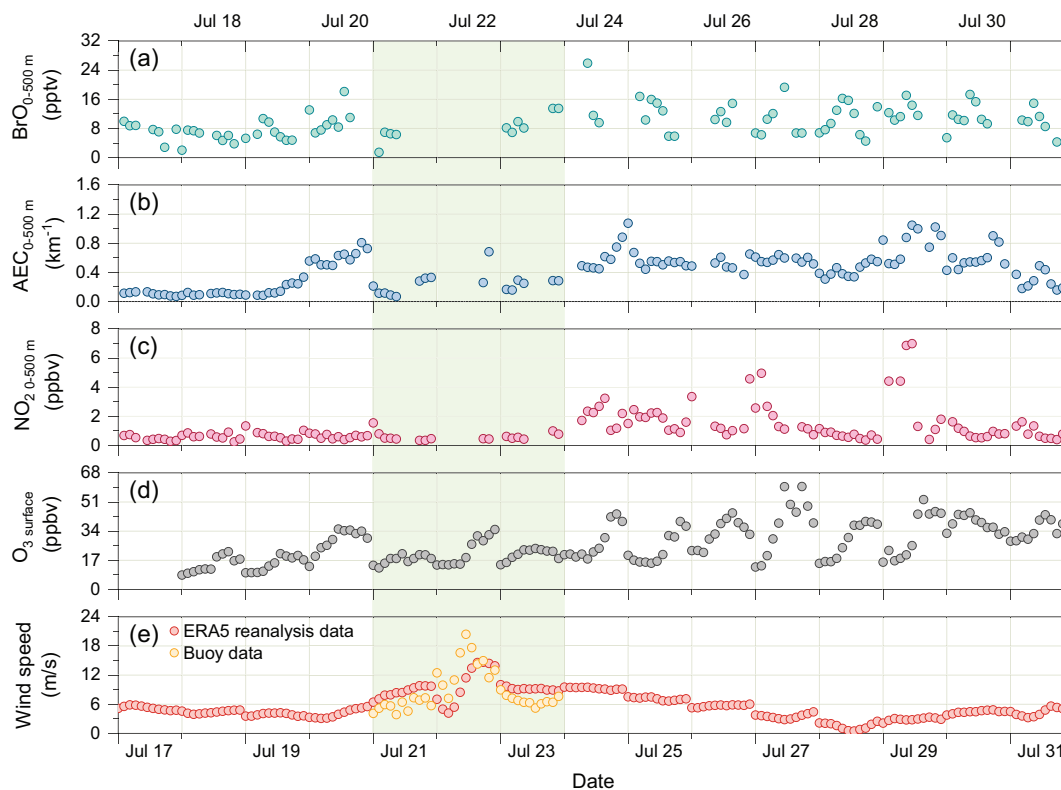 Jul 18 Jul 20 Jul 22 Jul 24 Jul 26 Jul 28 Jul 30
(a)
BrO0-500 m
(pptv)
32
24
16
8
0
(b)
AEC0-500 m
(km-1)
1.6
1.2
0.8
0.4
0.0
(c)
NO2 0-500 m
(ppbv)
8
6
4
2
0
(d)
O3 surface
(ppbv)
68
51
34
17
0
(e)
ERA5 reanalysis data
Buoy data
Wind speed
(m/s)
24
18
12
6
0
Jul 17 Jul 19 Jul 21 Jul 23 Jul 25 Jul 27 Jul 29 Jul 31
Date